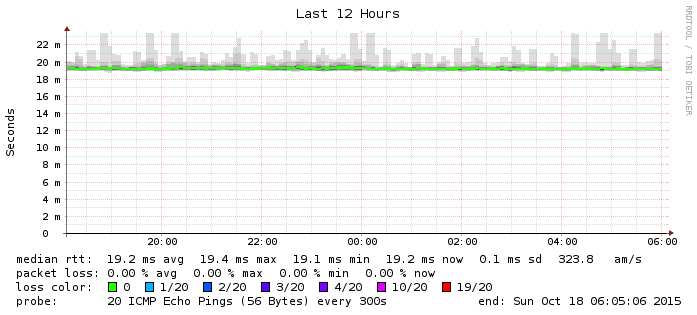 Last 12 Hours
RRDTOOL / TOBI OETIKER
Seconds
22 m
20 m
18 m
16 m
14 m
12 m
10 m
8 m
6 m
4 m
2 m
0
20:00 22:00 00:00 02:00 04:00 06:00
median rtt: 19.2 ms avg 19.4 ms max 19.1 ms min 19.2 ms now 0.1 ms sd 323.8 am/s
packet loss: 0.00 % avg 0.00 % max 0.00 % min 0.00 % now
loss color: 0 1/20 2/20 3/20 4/20 10/20 19/20
probe: 20 ICMP Echo Pings (56 Bytes) every 300s end: Sun Oct 18 06:05:06 2015